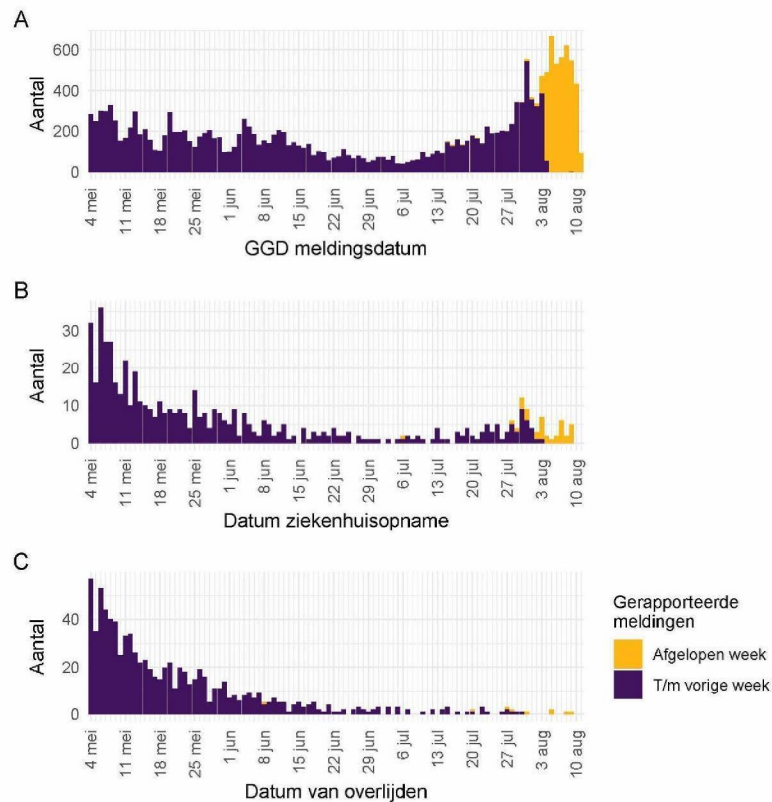 A
Aantal
600
400
200
0
4 mei
11 mei
18 mei
25 mei
1 jun
8 jun
15 jun
22 jun
29 jun
6 jul
13 jul
20 jul
27 jul
3 aug
10 aug
GGD meldingsdatum
B
Aantal
30
20
10
0
4 mei
11 mei
18 mei
25 mei
1 jun
8 jun
15 jun
22 jun
29 jun
6 jul
13 jul
20 jul
27 jul
3 aug
10 aug
Datum ziekenhuisopname
C
Aantal
40
20
0
4 mei
11 mei
18 mei
25 mei
1 jun
8 jun
15 jun
22 jun
29 jun
6 jul
13 jul
20 jul
27 jul
3 aug
10 aug
Datum van overlijden
Gerapporteerde
meldingen
Afgelopen week
T/m vorige week